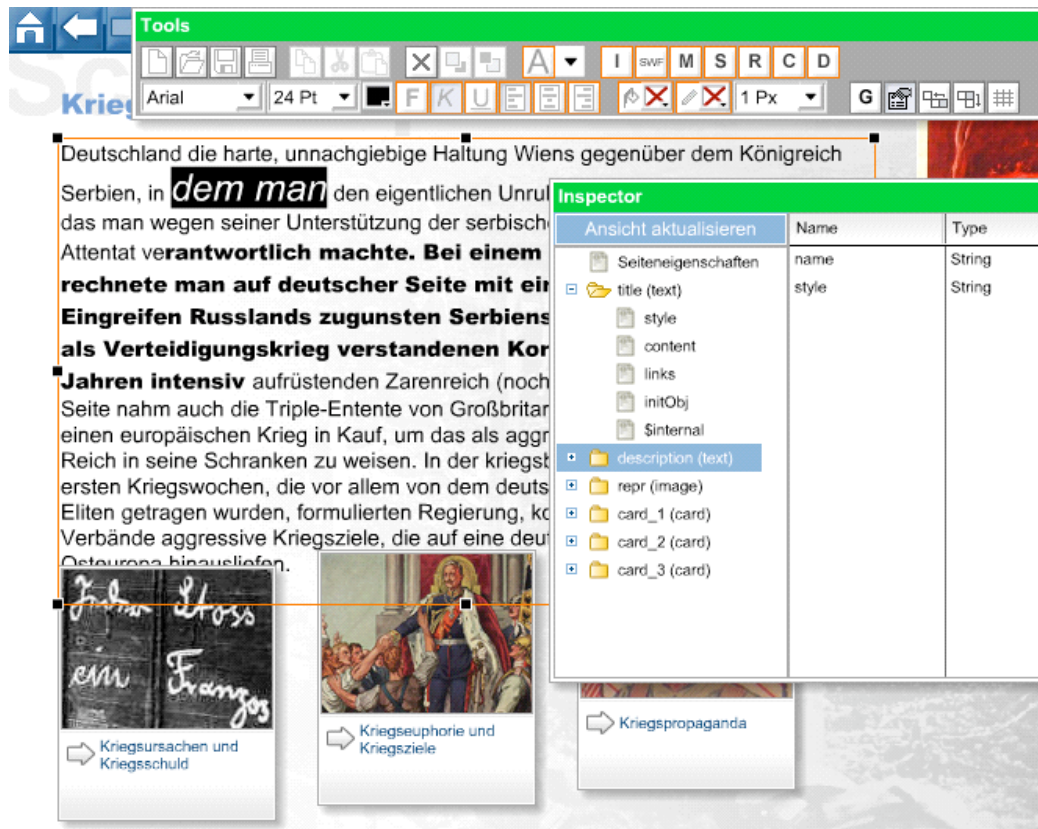 Tools
A I SWF M S R C D
Arial 24 Pt F K U 1 Px G
Krie
Deutschland die harte, unnachgiebige Haltung Wiens gegenüber dem Königreich
Serbien, in dem man den eigentlichen Unru
das man wegen seiner Unterstützung der serbisch
Attentat verantwortlich machte. Bei einem
rechnete man auf deutscher Seite mit ein
Eingreifen Russlands zugunsten Serbiens
als Verteidigungskrieg verstandenen Kon
Jahren intensiv aufrüstenden Zarenreich (noch
Seite nahm auch die Triple-Entente von Großbritan
einen europäischen Krieg in Kauf, um das als aggr
Reich in seine Schranken zu weisen. In der kriegsb
ersten Kriegswochen, die vor allem von dem deuts
Eliten getragen wurden, formulierten Regierung, ko
Verbände aggressive Kriegsziele, die auf eine deut
Osteuropa hinausliefen.
Inspector
Ansicht aktualisieren Name Type
Seiteneigenschaften name String
title (text) style String
style
content
links
initObj
$internal
description (text)
repr (image)
card_1 (card)
card_2 (card)
card_3 (card)
Jeder Stoss
ein Franzos
Kriegsursachen und
Kriegsschuld
Kriegseuphorie und
Kriegsziele
Kriegspropaganda